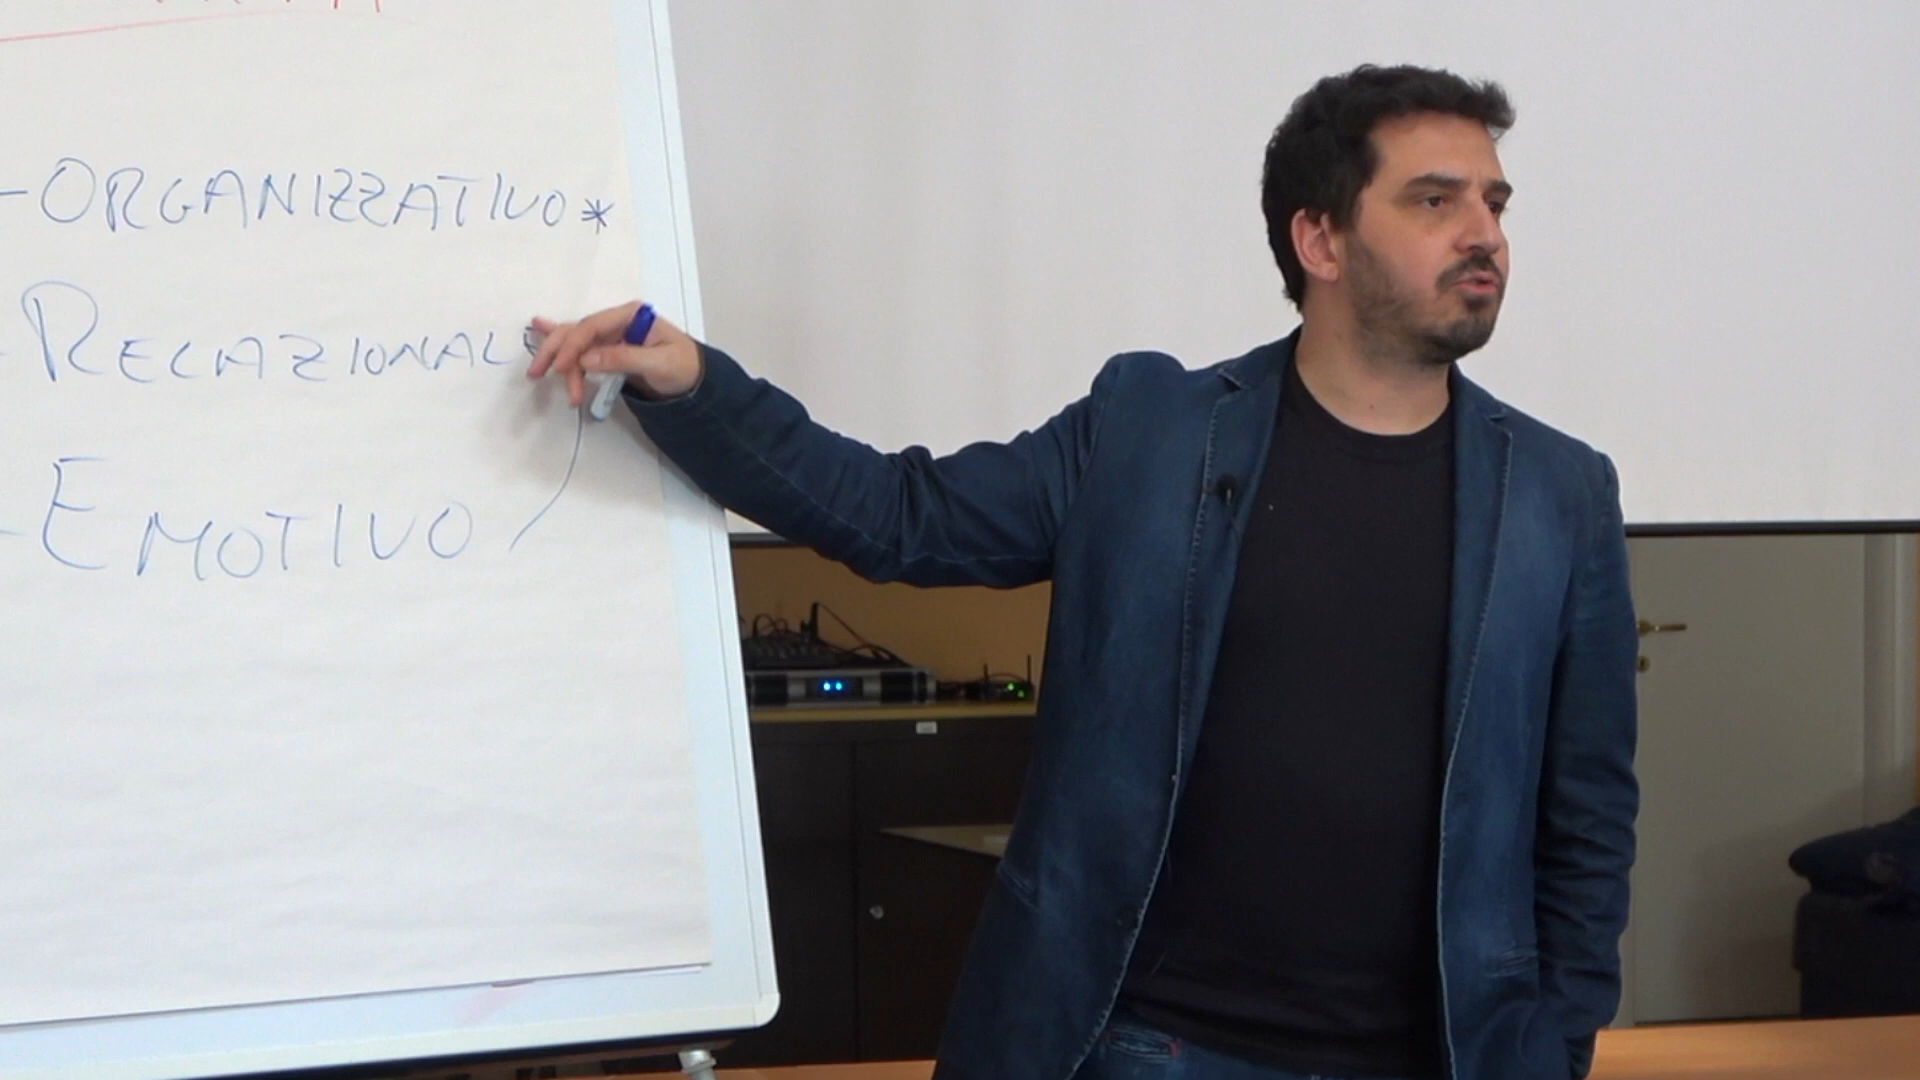 - ORGANIZZATIVO *
- RELAZIONALE
- EMOTIVO